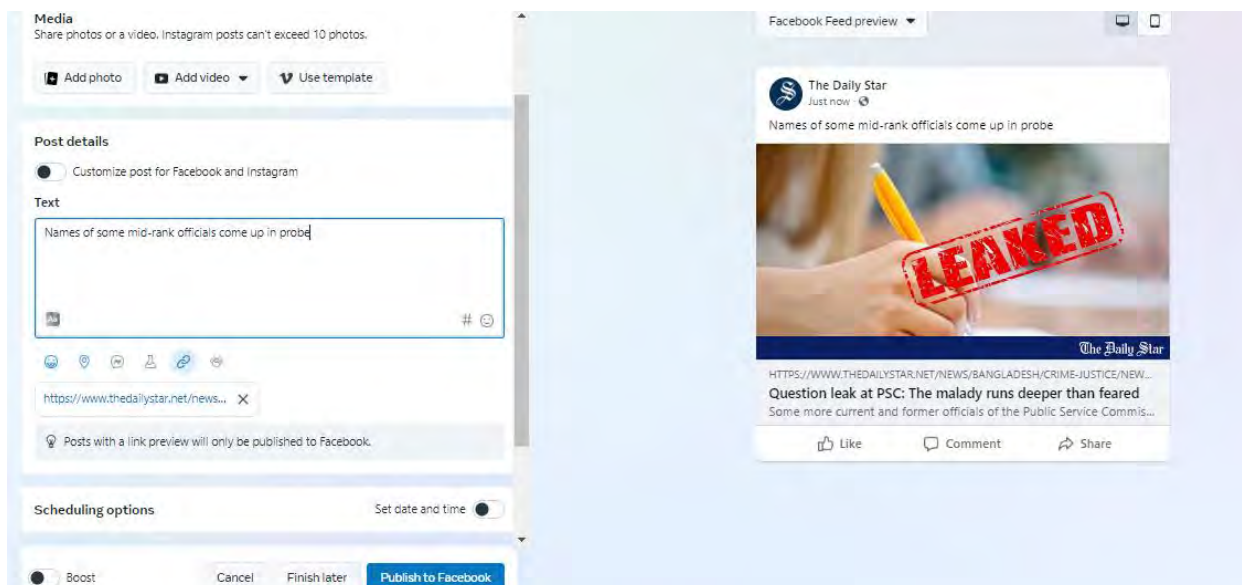 Media
Share photos or a video. Instagram posts can't exceed 10 photos.
Add photo
Add video
Use template
Post details
Customize post for Facebook and Instagram
Text
Names of some mid-rank officials come up in probe
#
https://www.thedailystar.net/news...
Posts with a link preview will only be published to Facebook.
Scheduling options
Set date and time
Boost
Cancel
Finish later
Publish to Facebook
Facebook Feed preview
The Daily Star
Just now ·
Names of some mid-rank officials come up in probe
LEAKED
The Daily Star
HTTPS://WWW.THEDAILYSTAR.NET/NEWS/BANGLADESH/CRIME-JUSTICE/NEW...
Question leak at PSC: The malady runs deeper than feared
Some more current and former officials of the Public Service Commis...
Like
Comment
Share